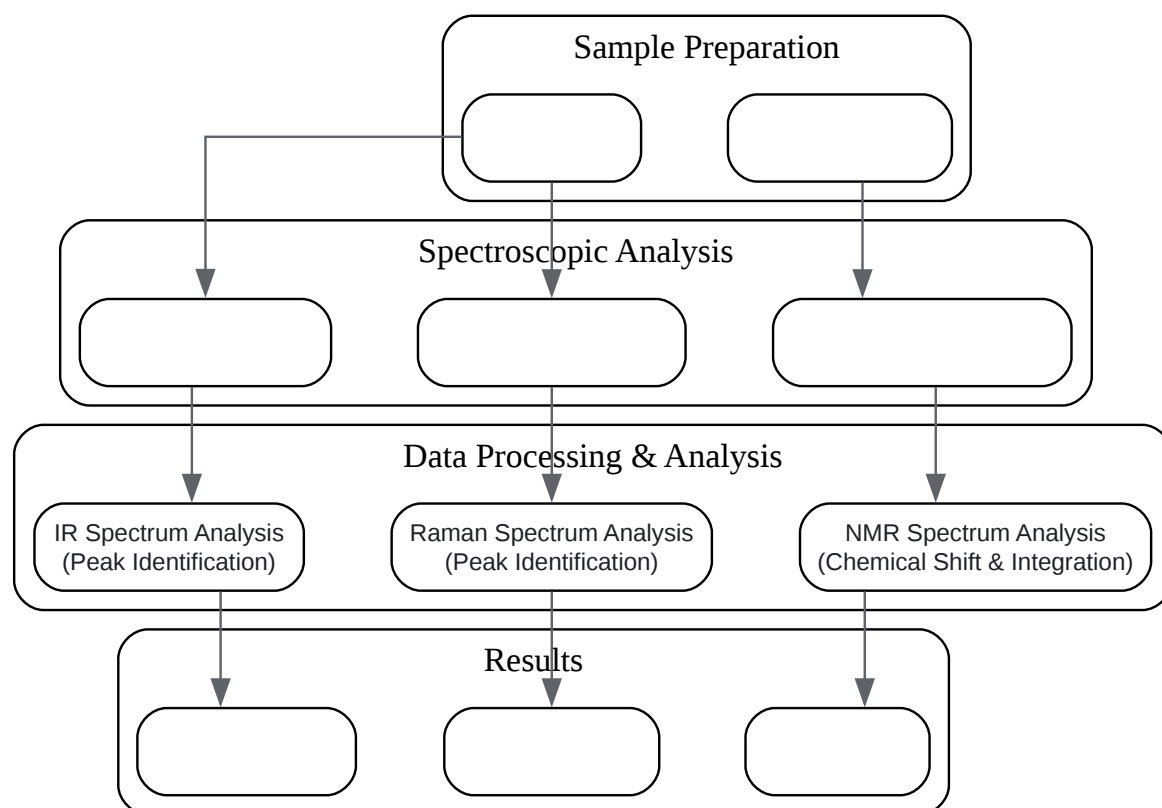 Sample Preparation
Spectroscopic Analysis
Data Processing & Analysis
IR Spectrum Analysis
(Peak Identification)
Raman Spectrum Analysis
(Peak Identification)
NMR Spectrum Analysis
(Chemical Shift & Integration)
Results